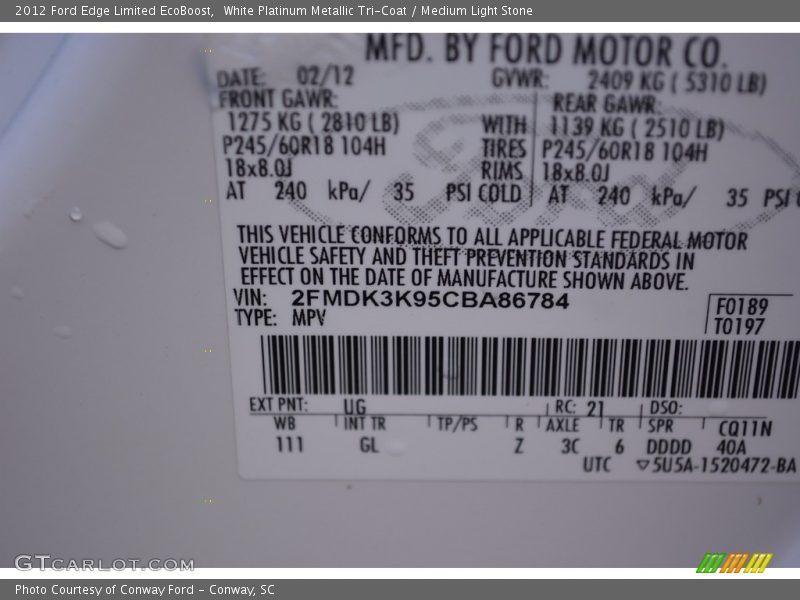 2012 Ford Edge Limited EcoBoost,  White Platinum Metallic Tri-Coat / Medium Light Stone
MFD. BY FORD MOTOR CO.
DATE: 02/12 GVWR: 2409 KG ( 5310 LB)
FRONT GAWR: REAR GAWR:
1275 KG ( 2810 LB) WITH 1139 KG ( 2510 LB)
P245/60R18 104H TIRES P245/60R18 104H
18x8.0J RIMS 18x8.0J
AT 240 kPa/ 35 PSI COLD AT 240 kPa/ 35 PSI
THIS VEHICLE CONFORMS TO ALL APPLICABLE FEDERAL MOTOR
VEHICLE SAFETY AND THEFT PREVENTION STANDARDS IN
EFFECT ON THE DATE OF MANUFACTURE SHOWN ABOVE.
VIN: 2FMDK3K95CBA86784
TYPE: MPV
F0189
T0197
EXT PNT: UG RC: 21 DSO:
WB INT TR TP/PS R AXLE TR SPR CQ11N
111 GL Z 3C 6 DDDD 40A
UTC ▽5U5A-1520472-BA
GTCARLOT.COM
Photo Courtesy of Conway Ford – Conway, SC